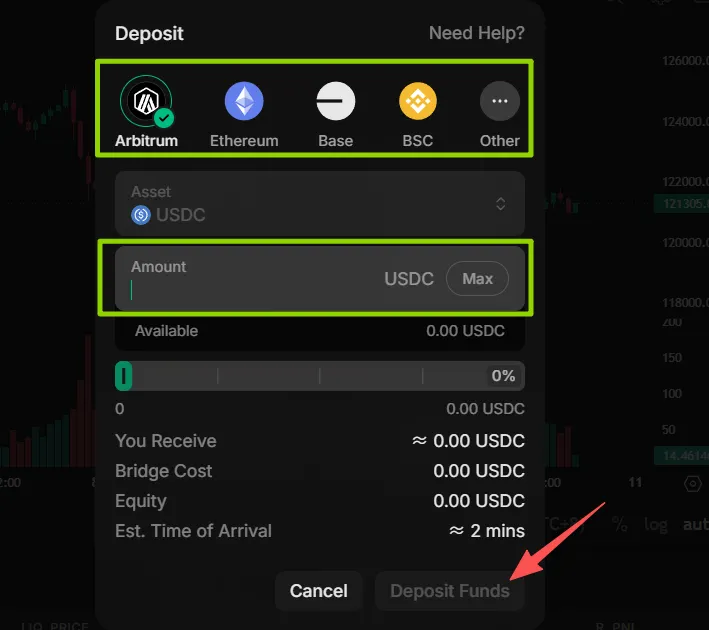 Deposit
Need Help?
126000.0
Arbitrum
Ethereum
Base
BSC
Other
124000.0
Asset
USDC
122000.0
121305.
Amount
USDC
Max
120000.0
Available
0.00 USDC
118000.0
200
0%
150
0
0.00 USDC
100
You Receive
≈ 0.00 USDC
50
Bridge Cost
0.00 USDC
14.4614
Equity
0.00 USDC
2:00
:00
11
Est. Time of Arrival
≈ 2 mins
% log aut
Cancel
Deposit Funds
LIQ. PRICE
R. PNL